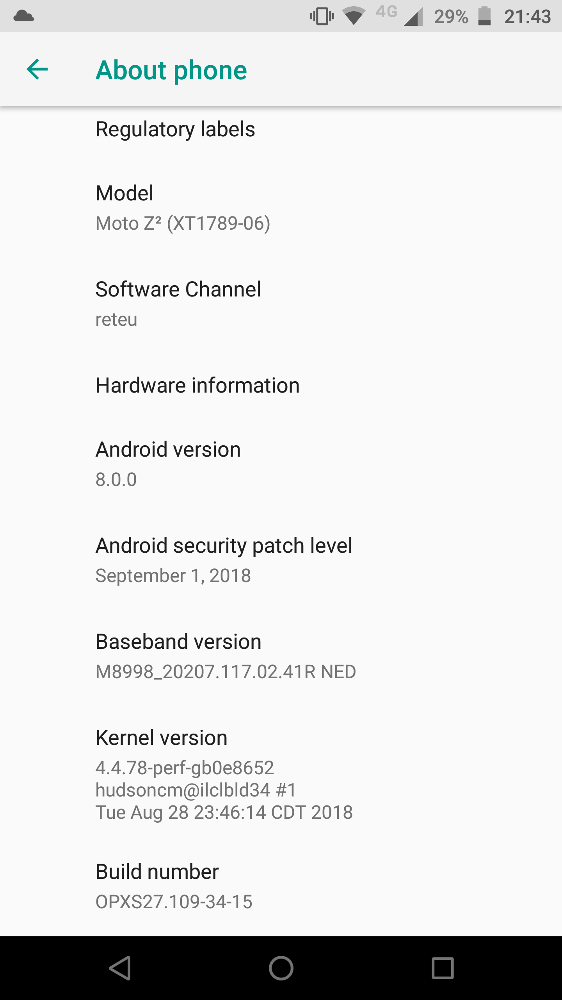 4G 29% 21:43
About phone
Regulatory labels
Model
Moto Z² (XT1789-06)
Software Channel
reteu
Hardware information
Android version
8.0.0
Android security patch level
September 1, 2018
Baseband version
M8998_20207.117.02.41R NED
Kernel version
4.4.78-perf-gb0e8652
hudsoncm@ilclbld34 #1
Tue Aug 28 23:46:14 CDT 2018
Build number
OPXS27.109-34-15